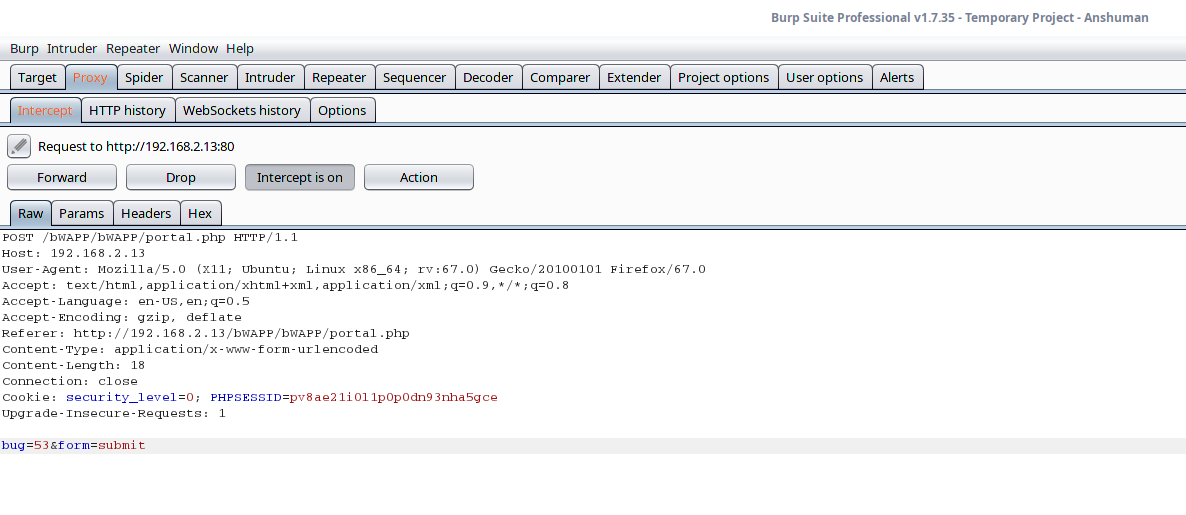 Burp Suite Professional v1.7.35 - Temporary Project - Anshuman
Burp Intruder Repeater Window Help
Target Proxy Spider Scanner Intruder Repeater Sequencer Decoder Comparer Extender Project options User options Alerts
Intercept HTTP history WebSockets history Options
Request to http://192.168.2.13:80
Forward Drop Intercept is on Action
Raw Params Headers Hex
POST /bWAPP/bWAPP/portal.php HTTP/1.1
Host: 192.168.2.13
User-Agent: Mozilla/5.0 (X11; Ubuntu; Linux x86_64; rv:67.0) Gecko/20100101 Firefox/67.0
Accept: text/html,application/xhtml+xml,application/xml;q=0.9,*/*;q=0.8
Accept-Language: en-US,en;q=0.5
Accept-Encoding: gzip, deflate
Referer: http://192.168.2.13/bWAPP/bWAPP/portal.php
Content-Type: application/x-www-form-urlencoded
Content-Length: 18
Connection: close
Cookie: security_level=0; PHPSESSID=pv8ae21i011p0p0dn93nha5gce
Upgrade-Insecure-Requests: 1
bug=53&form=submit